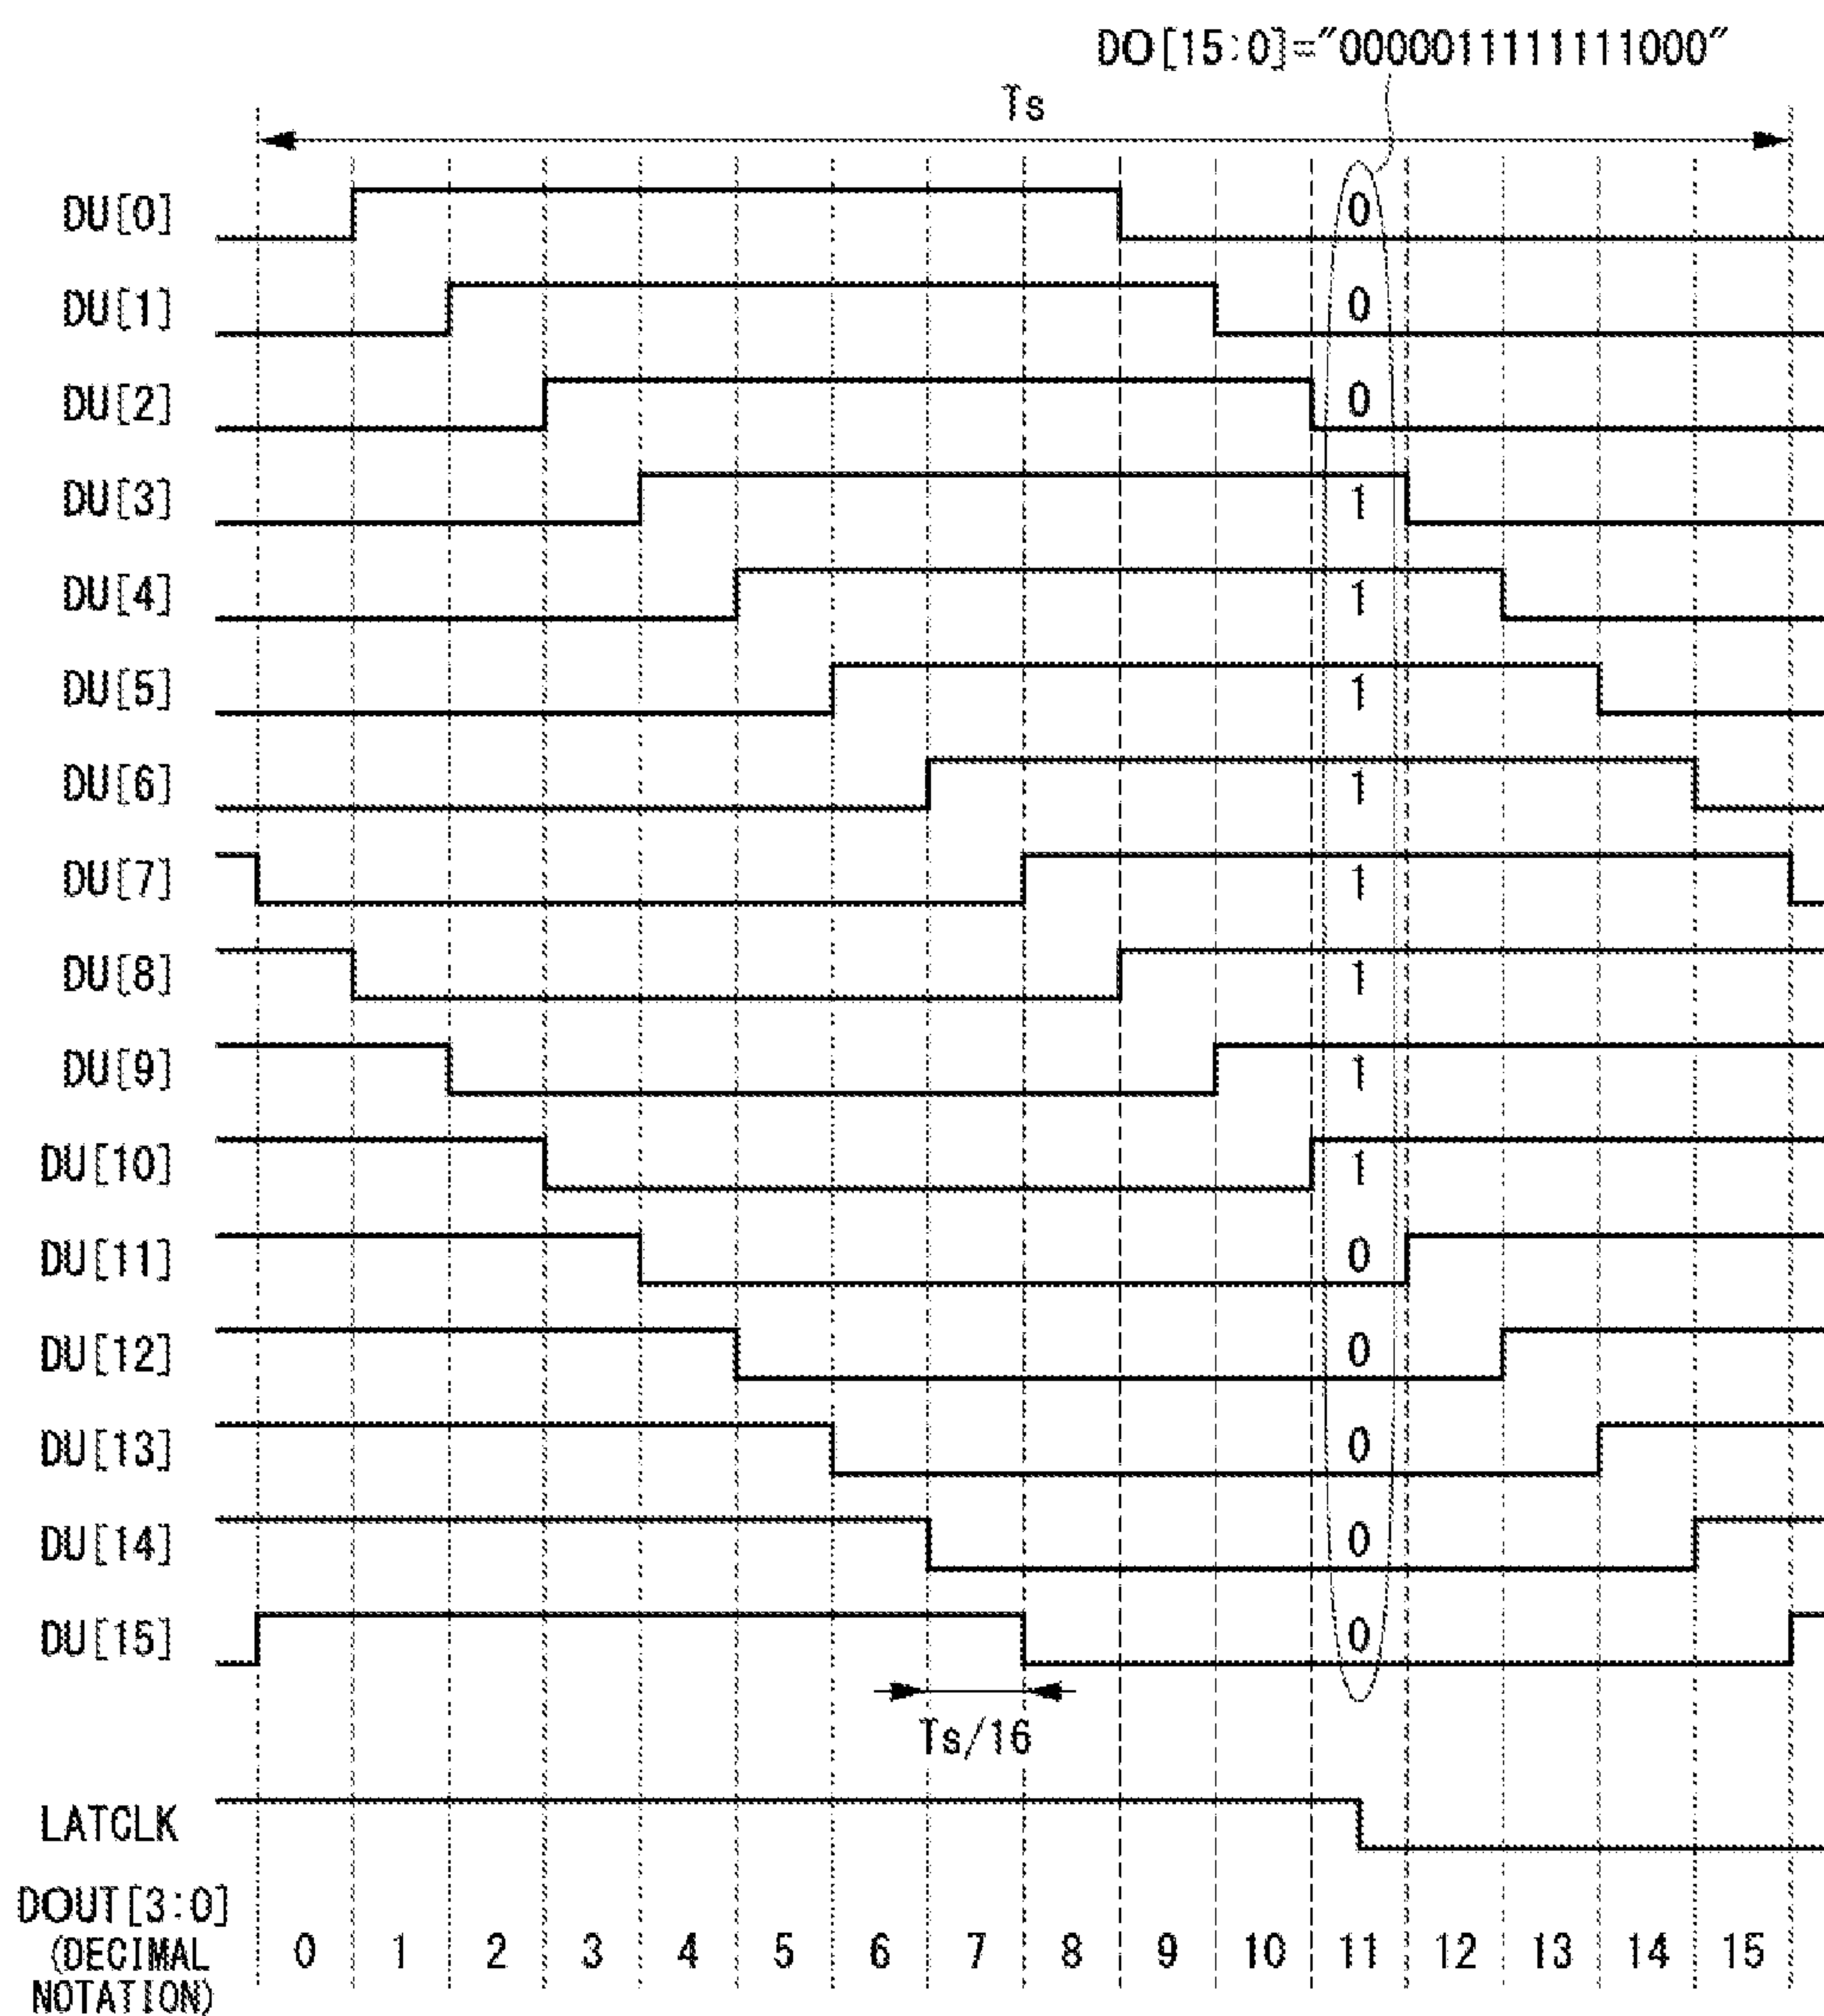 DO[15:0]="0000011111111000"
Ts
DU[0] 0
DU[1] 0
DU[2] 0
DU[3] 1
DU[4] 1
DU[5] 1
DU[6] 1
DU[7] 1
DU[8] 1
DU[9] 1
DU[10] 1
DU[11] 0
DU[12] 0
DU[13] 0
DU[14] 0
DU[15] 0
Ts/16
LATCLK
DOUT[3:0]
(DECIMAL
NOTATION)
0 1 2 3 4 5 6 7 8 9 10 11 12 13 14 15